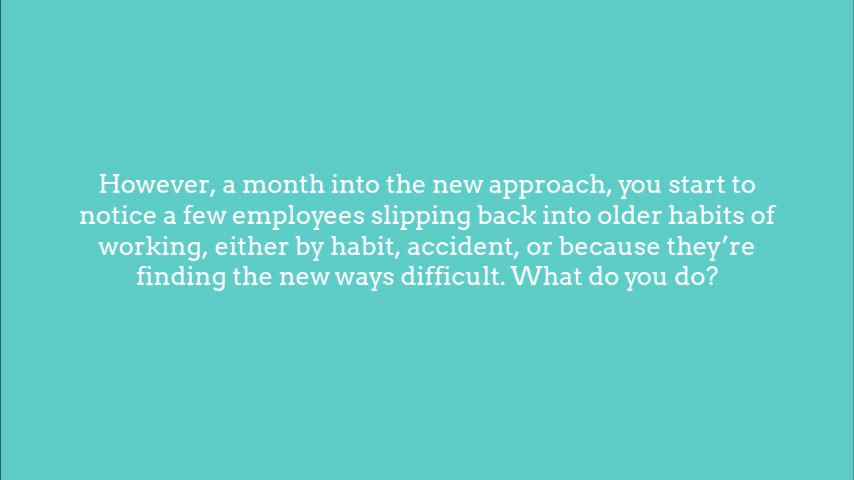 However, a month into the new approach, you start to
notice a few employees slipping back into older habits of
working, either by habit, accident, or because they’re
finding the new ways difficult. What do you do?